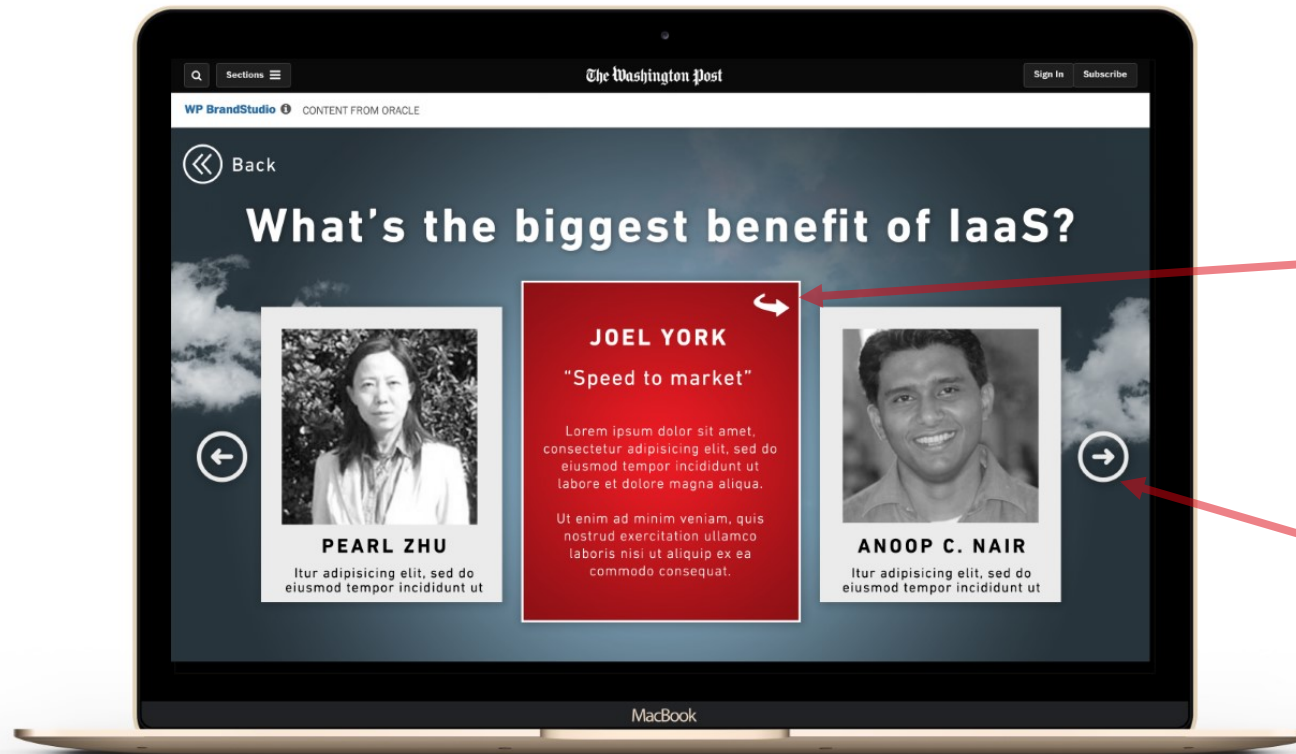 Sections
The Washington Post
Sign In
Subscribe
WP BrandStudio
CONTENT FROM ORACLE
Back
What's the biggest benefit of IaaS?
PEARL ZHU
Itur adipisicing elit, sed do
eiusmod tempor incididunt ut
JOEL YORK
“Speed to market”
Lorem ipsum dolor sit amet,
consectetur adipisicing elit, sed do
eiusmod tempor incididunt ut
labore et dolore magna aliqua.
Ut enim ad minim veniam, quis
nostrud exercitation ullamco
laboris nisi ut aliquip ex ea
commodo consequat.
ANOOP C. NAIR
Itur adipisicing elit, sed do
eiusmod tempor incididunt ut
MacBook